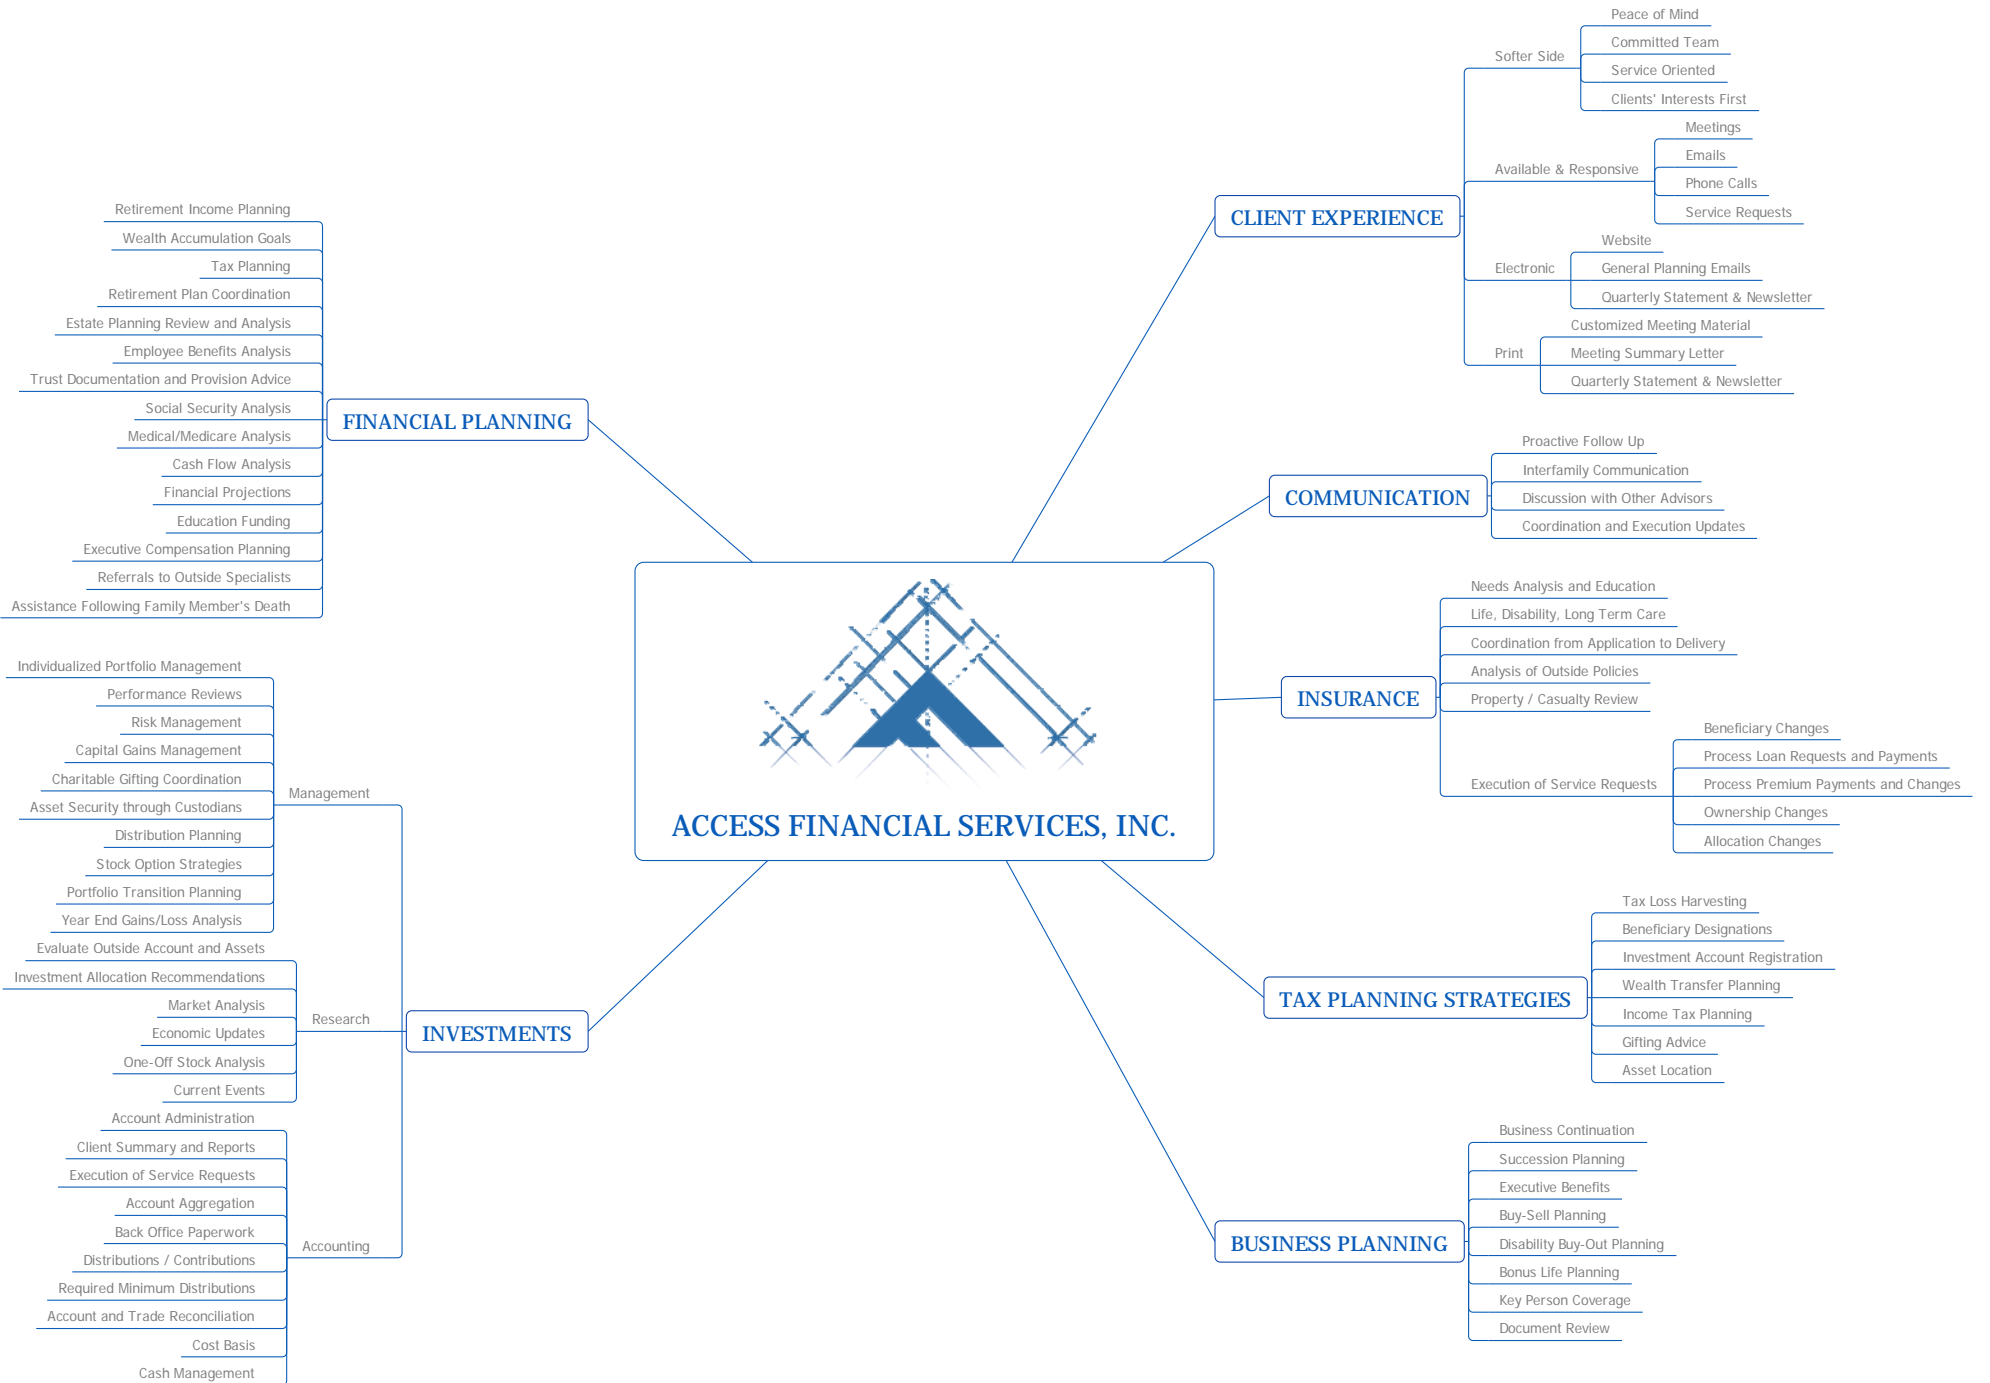 ACCESS FINANCIAL SERVICES, INC.
FINANCIAL PLANNING
Retirement Income Planning
Wealth Accumulation Goals
Tax Planning
Retirement Plan Coordination
Estate Planning Review and Analysis
Employee Benefits Analysis
Trust Documentation and Provision Advice
Social Security Analysis
Medical/Medicare Analysis
Cash Flow Analysis
Financial Projections
Education Funding
Executive Compensation Planning
Referrals to Outside Specialists
Assistance Following Family Member's Death
INVESTMENTS
Management
Individualized Portfolio Management
Performance Reviews
Risk Management
Capital Gains Management
Charitable Gifting Coordination
Asset Security through Custodians
Distribution Planning
Stock Option Strategies
Portfolio Transition Planning
Year End Gains/Loss Analysis
Research
Evaluate Outside Account and Assets
Investment Allocation Recommendations
Market Analysis
Economic Updates
One-Off Stock Analysis
Current Events
Accounting
Account Administration
Client Summary and Reports
Execution of Service Requests
Account Aggregation
Back Office Paperwork
Distributions / Contributions
Required Minimum Distributions
Account and Trade Reconciliation
Cost Basis
Cash Management
CLIENT EXPERIENCE
Softer Side
Peace of Mind
Committed Team
Service Oriented
Clients' Interests First
Available & Responsive
Meetings
Emails
Phone Calls
Service Requests
Electronic
Website
General Planning Emails
Quarterly Statement & Newsletter
Print
Customized Meeting Material
Meeting Summary Letter
Quarterly Statement & Newsletter
COMMUNICATION
Proactive Follow Up
Interfamily Communication
Discussion with Other Advisors
Coordination and Execution Updates
INSURANCE
Needs Analysis and Education
Life, Disability, Long Term Care
Coordination from Application to Delivery
Analysis of Outside Policies
Property / Casualty Review
Execution of Service Requests
Beneficiary Changes
Process Loan Requests and Payments
Process Premium Payments and Changes
Ownership Changes
Allocation Changes
TAX PLANNING STRATEGIES
Tax Loss Harvesting
Beneficiary Designations
Investment Account Registration
Wealth Transfer Planning
Income Tax Planning
Gifting Advice
Asset Location
BUSINESS PLANNING
Business Continuation
Succession Planning
Executive Benefits
Buy-Sell Planning
Disability Buy-Out Planning
Bonus Life Planning
Key Person Coverage
Document Review